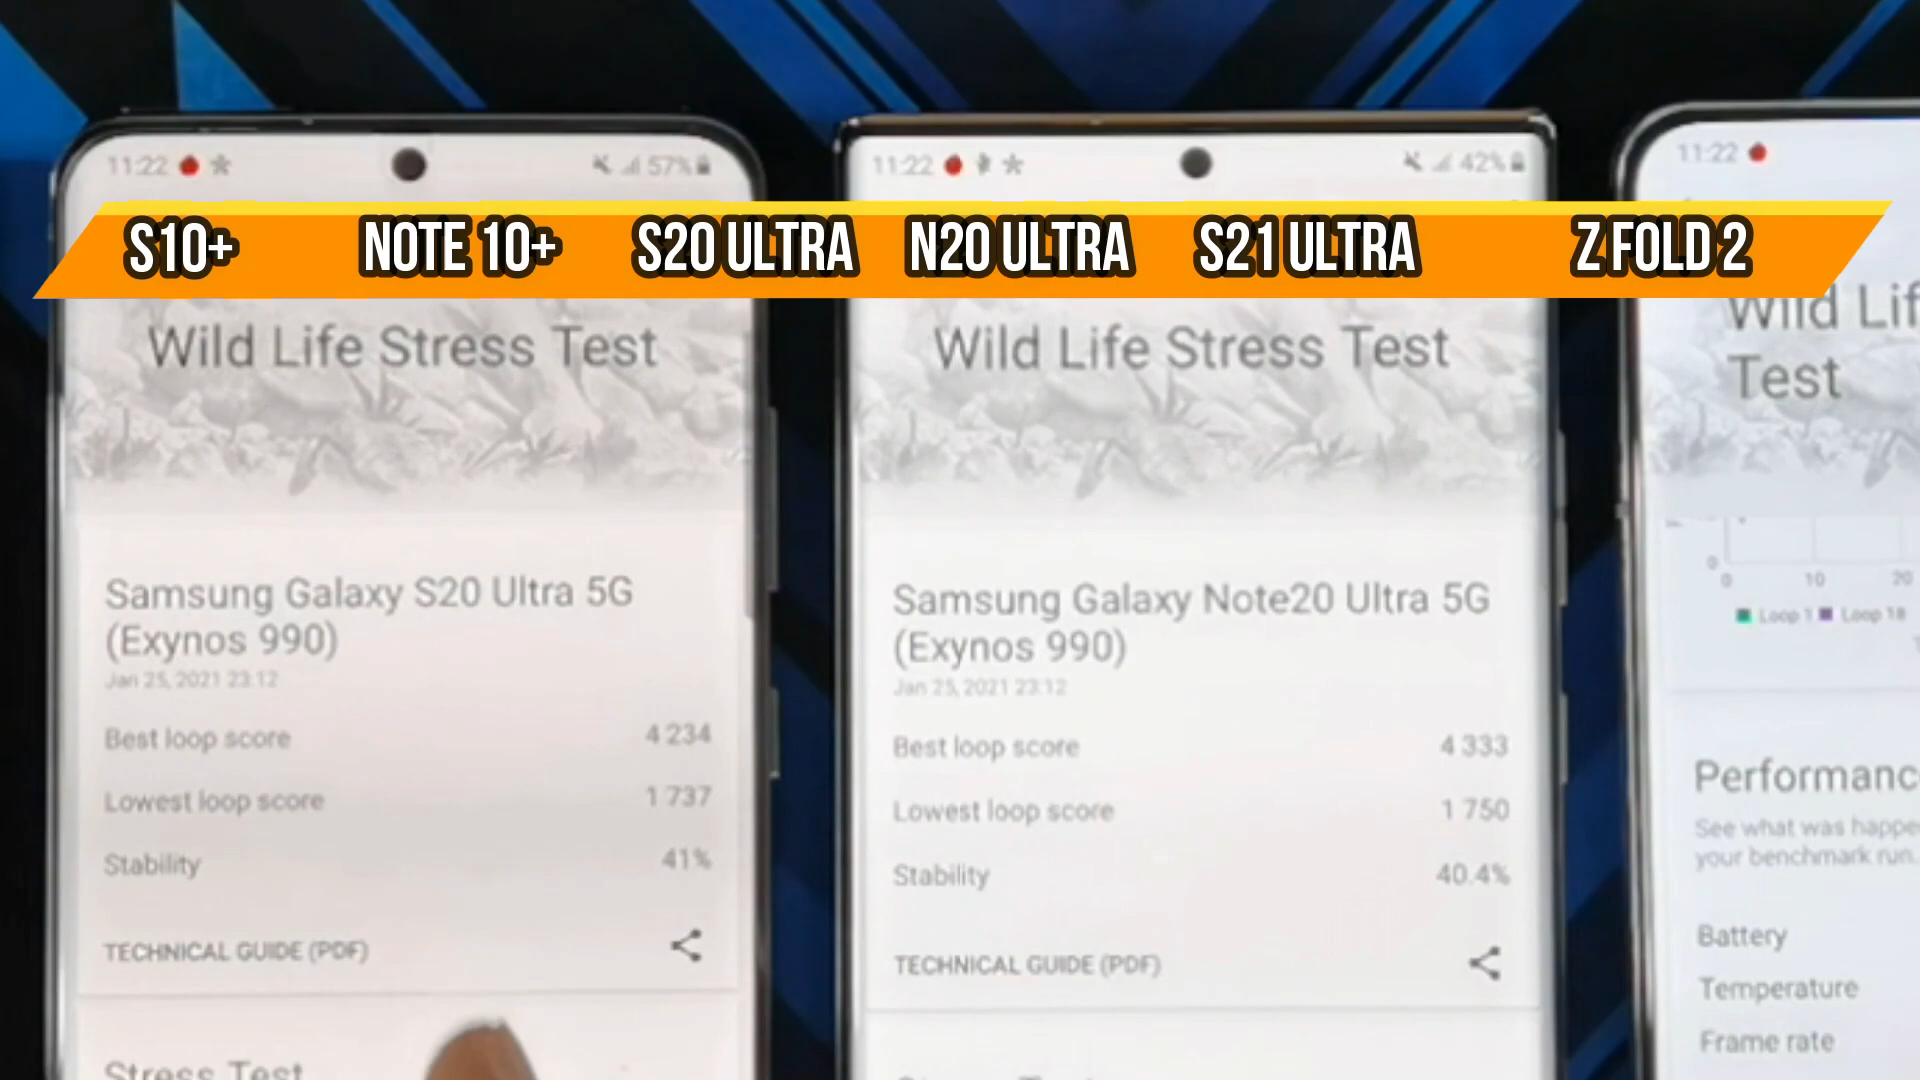 11:22
57%
11:22
42%
11:22
S10+
NOTE 10+
S20 ULTRA
N20 ULTRA
S21 ULTRA
Z FOLD 2
Wild Life Stress Test
Samsung Galaxy S20 Ultra 5G
(Exynos 990)
Jan 25, 2021 23:12
Best loop score 4 234
Lowest loop score 1 737
Stability 41%
TECHNICAL GUIDE (PDF)
Stress Test
Wild Life Stress Test
Samsung Galaxy Note20 Ultra 5G
(Exynos 990)
Jan 25, 2021 23:12
Best loop score 4 333
Lowest loop score 1 750
Stability 40.4%
TECHNICAL GUIDE (PDF)
Wild Lif
Test
0
0 10 20
Loop 1 Loop 18
Performanc
See what was happe
your benchmark run.
Battery
Temperature
Frame rate